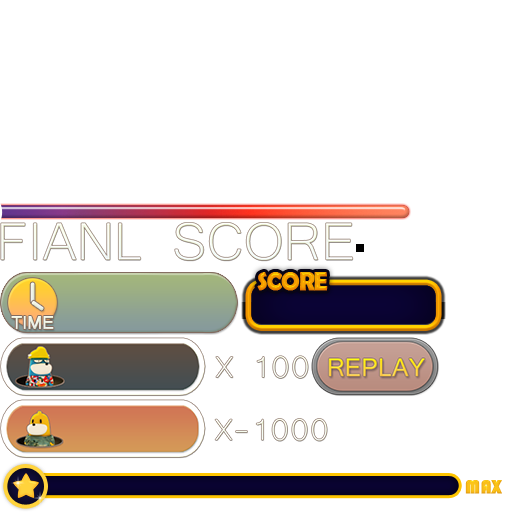 FIANL SCORE
TIME
SCORE
X 100
REPLAY
X-1000
MAX